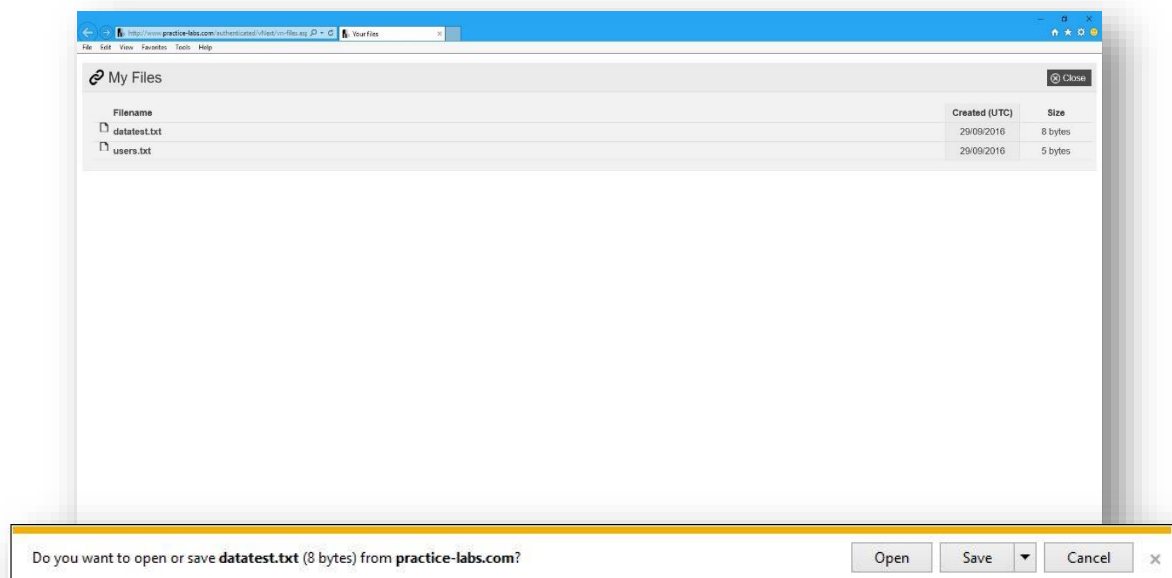 http://www.practice-labs.com/authenticated/vfilest/vn-files.asp
Your files
File Edit View Favorites Tools Help
My Files
Close
Filename Created (UTC) Size
datatest.txt 29/09/2016 8 bytes
users.txt 29/09/2016 5 bytes
Do you want to open or save datatest.txt (8 bytes) from practice-labs.com?
Open Save Cancel